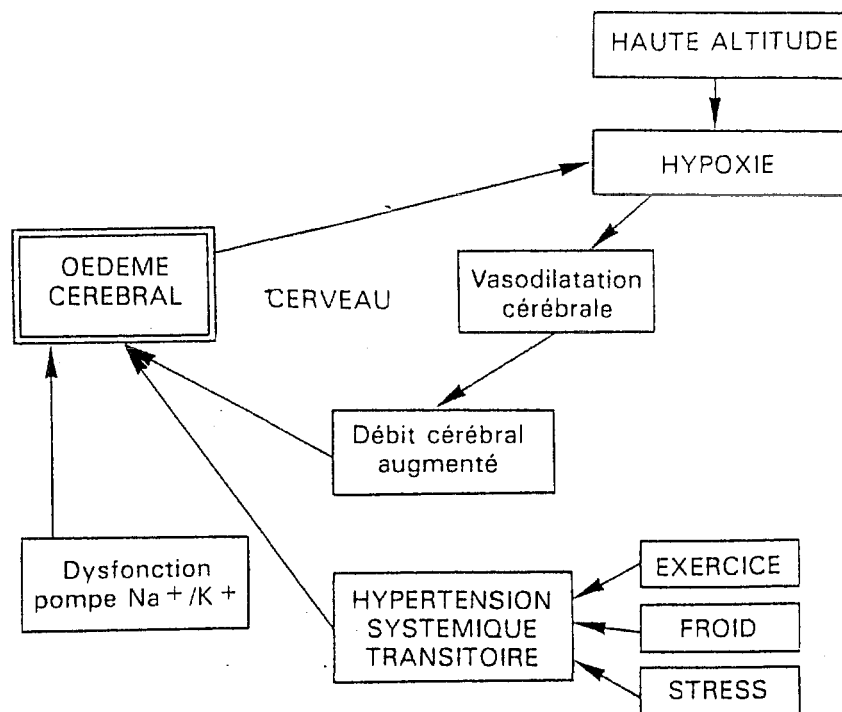 HAUTE ALTITUDE
HYPOXIE
OEDEME
CEREBRAL
CERVEAU
Vasodilatation
cérébrale
Débit cérébral
augmenté
Dysfonction
pompe Na+/K+
HYPERTENSION
SYSTEMIQUE
TRANSITOIRE
EXERCICE
FROID
STRESS